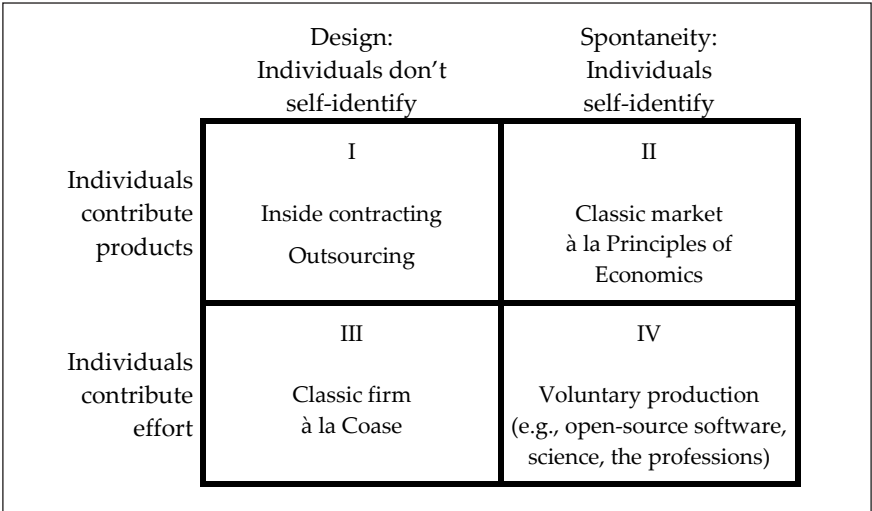 Design:
Individuals don’t
self-identify
Spontaneity:
Individuals
self-identify
Individuals
contribute
products
I
Inside contracting
Outsourcing
II
Classic market
à la Principles of
Economics
Individuals
contribute
effort
III
Classic firm
à la Coase
IV
Voluntary production
(e.g., open-source software,
science, the professions)